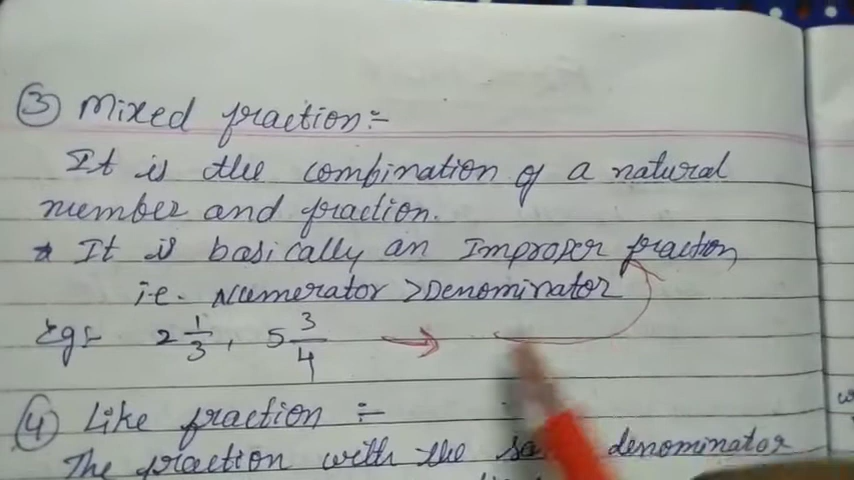 ③ Mixed fraction:-
It is the combination of a natural
number and fraction.
* It is basically an Improper fraction
i.e. Numerator > Denominator
Eg:- 2 1/3, 5 3/4 →
④ Like fraction :-
The fraction with the denominator